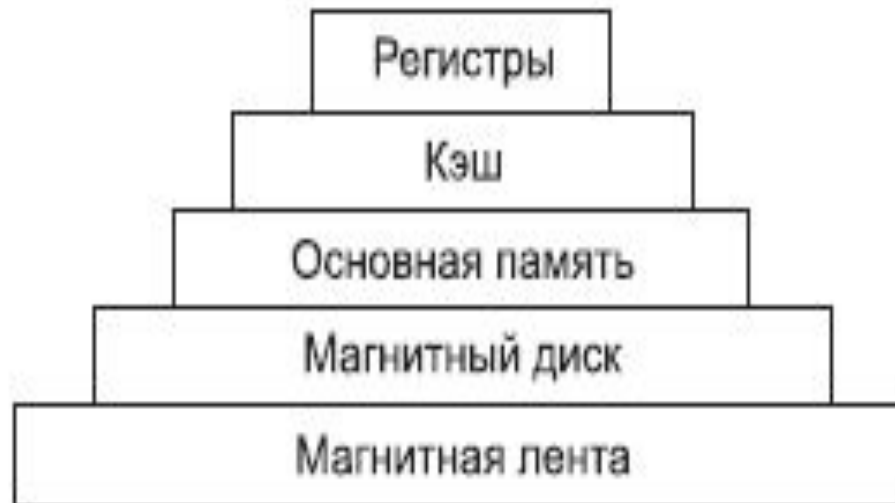 Регистры
Кэш
Основная память
Магнитный диск
Магнитная лента